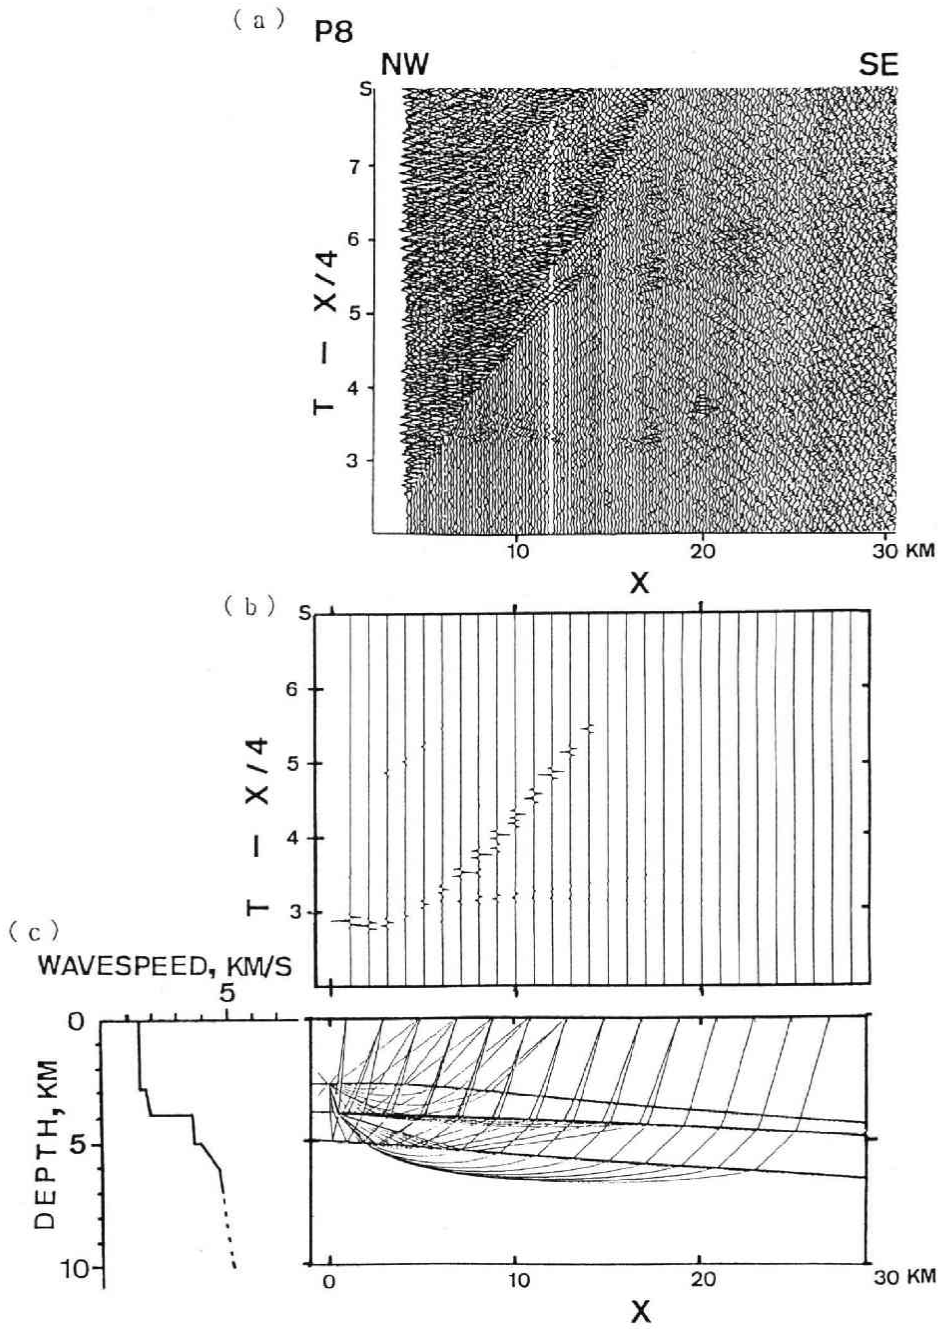 (a) P8
NW SE
S
7
6
5
4
3
T — X/4
10 20 30 KM
X
(b) S
6
5
4
3
T — X/4
(c)
WAVESPEED, KM/S
5
0
5
10
DEPTH, KM
0 10 20 30 KM
X